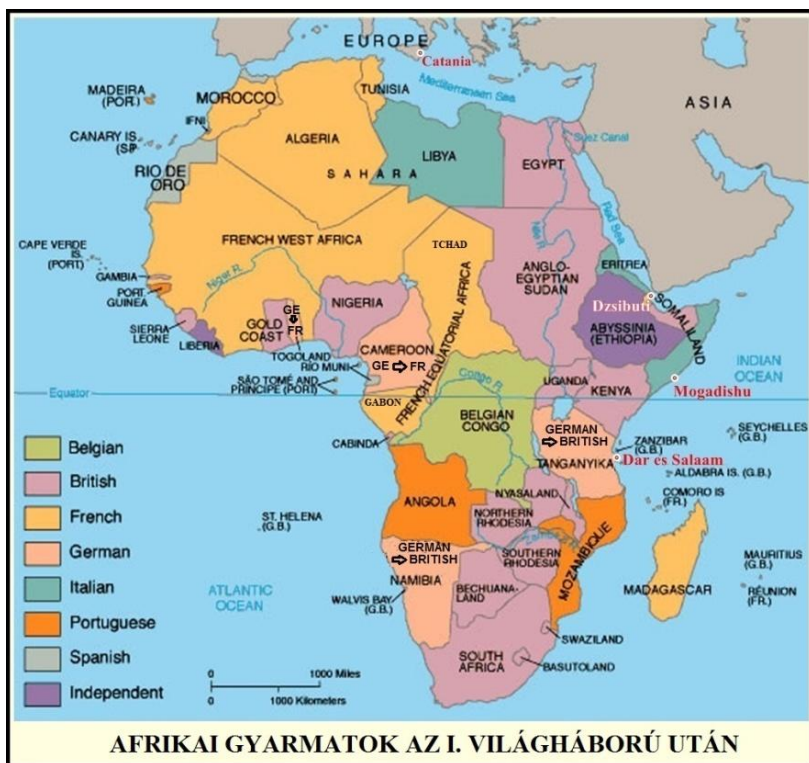 EUROPE
Catania
Mediterranean Sea
ASIA
MADEIRA
(PORT.)
MOROCCO
TUNISIA
IFNI
CANARY IS.
(SP.
ALGERIA
LIBYA
EGYPT
Suez Canal
RIO DE
ORO
SAHARA
Red Sea
Nile R.
CAPE VERDE
IS.
(PORT.)
FRENCH WEST AFRICA
TCHAD
ANGLO-
EGYPTIAN
SUDAN
ERITREA
GAMBIA
PORT.
GUINEA
Niger R.
Dzsibuti
SOMALILAND
NIGERIA
GE
FR
GOLD
COAST
SIERRA
LEONE
LIBERIA
TOGOLAND
ABYSSINIA
(ETHIOPIA)
CAMEROON
GE FR
FRENCH EQUATORIAL AFRICA
RÍO MUNI
SÃO TOMÉ AND
PRINCIPE (PORT)
INDIAN
OCEAN
Equator
GABON
Congo R.
UGANDA
KENYA
Mogadishu
BELGIAN
CONGO
CABINDA
GERMAN
BRITISH
TANGANYIKA
ZANZIBAR
(G.B.)
SEYCHELLES
(G.B.)
Dar es Salaam
ALDABRA IS. (G.B.)
Belgian
British
French
German
Italian
Portuguese
Spanish
Independent
ANGOLA
NYASALAND
COMORO IS
(FR.)
NORTHERN
RHODESIA
ST. HELENA
(G.B.)
Zambezi R.
GERMAN
BRITISH
SOUTHERN
RHODESIA
MOZAMBIQUE
MAURITIUS
(G.B.)
NAMIBIA
MADAGASCAR
ATLANTIC
OCEAN
WALVIS BAY
(G.B.)
BECHUANA-
LAND
RÉUNION
(FR.)
SWAZILAND
SOUTH
AFRICA
BASUTOLAND
0 1000 Miles
0 1000 Kilometers
AFRIKAI GYARMATOK AZ I. VILÁGHÁBORÚ UTÁN